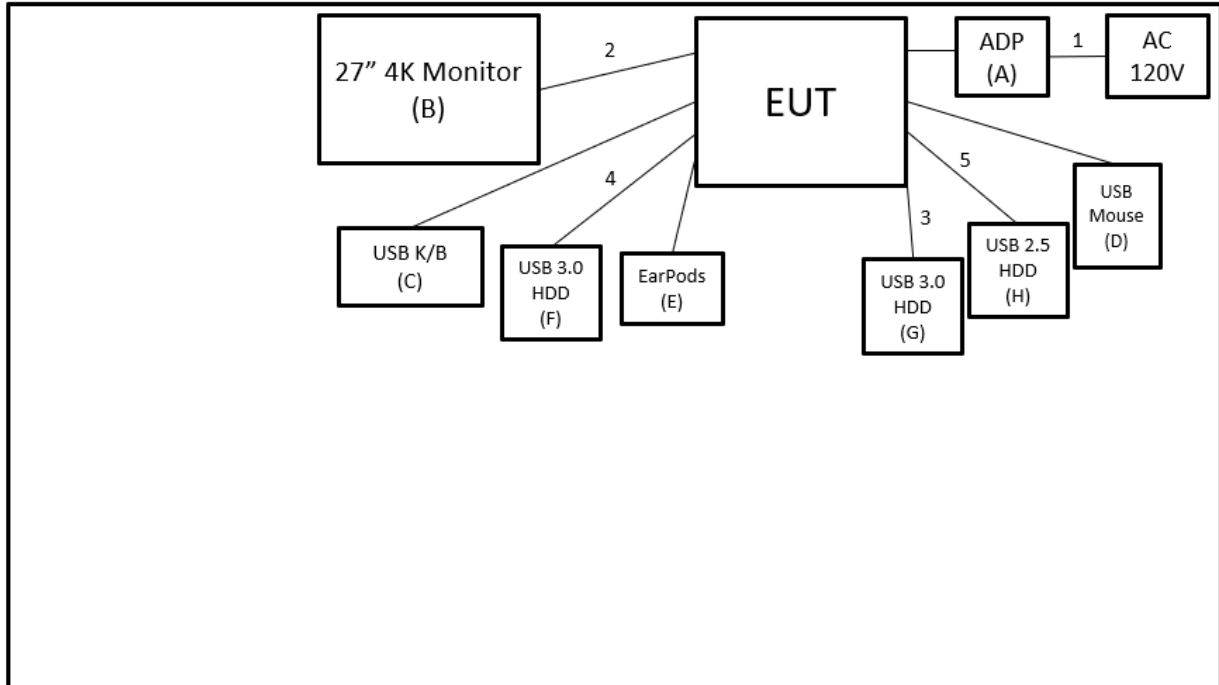 27” 4K Monitor
(B)
2
EUT
ADP
(A)
1
AC
120V
4
5
3
USB K/B
(C)
USB 3.0
HDD
(F)
EarPods
(E)
USB 3.0
HDD
(G)
USB 2.5
HDD
(H)
USB
Mouse
(D)